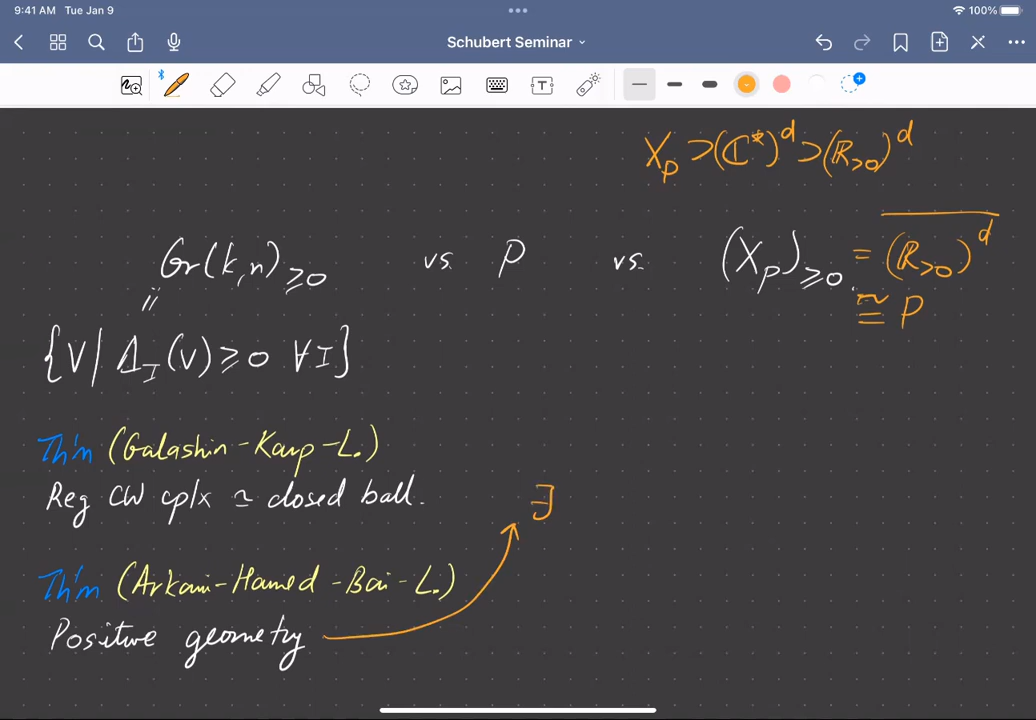 9:41 AM Tue Jan 9
100%
Schubert Seminar
X_P ⊃ (ℂ*)^d ⊃ (ℝ_{>0})^d
Gr(k,n)_{≥0} vs. P vs. (X_P)_{≥0} = \overline{(ℝ_{>0})^d}
≅ P
=
{V | Δ_I(V) ≥ 0 ∀I}
Th'm (Galashin-Karp-L.)
Reg CW cplx ≃ closed ball.
∃
Th'm (Arkani-Hamed-Bai-L.)
Positive geometry